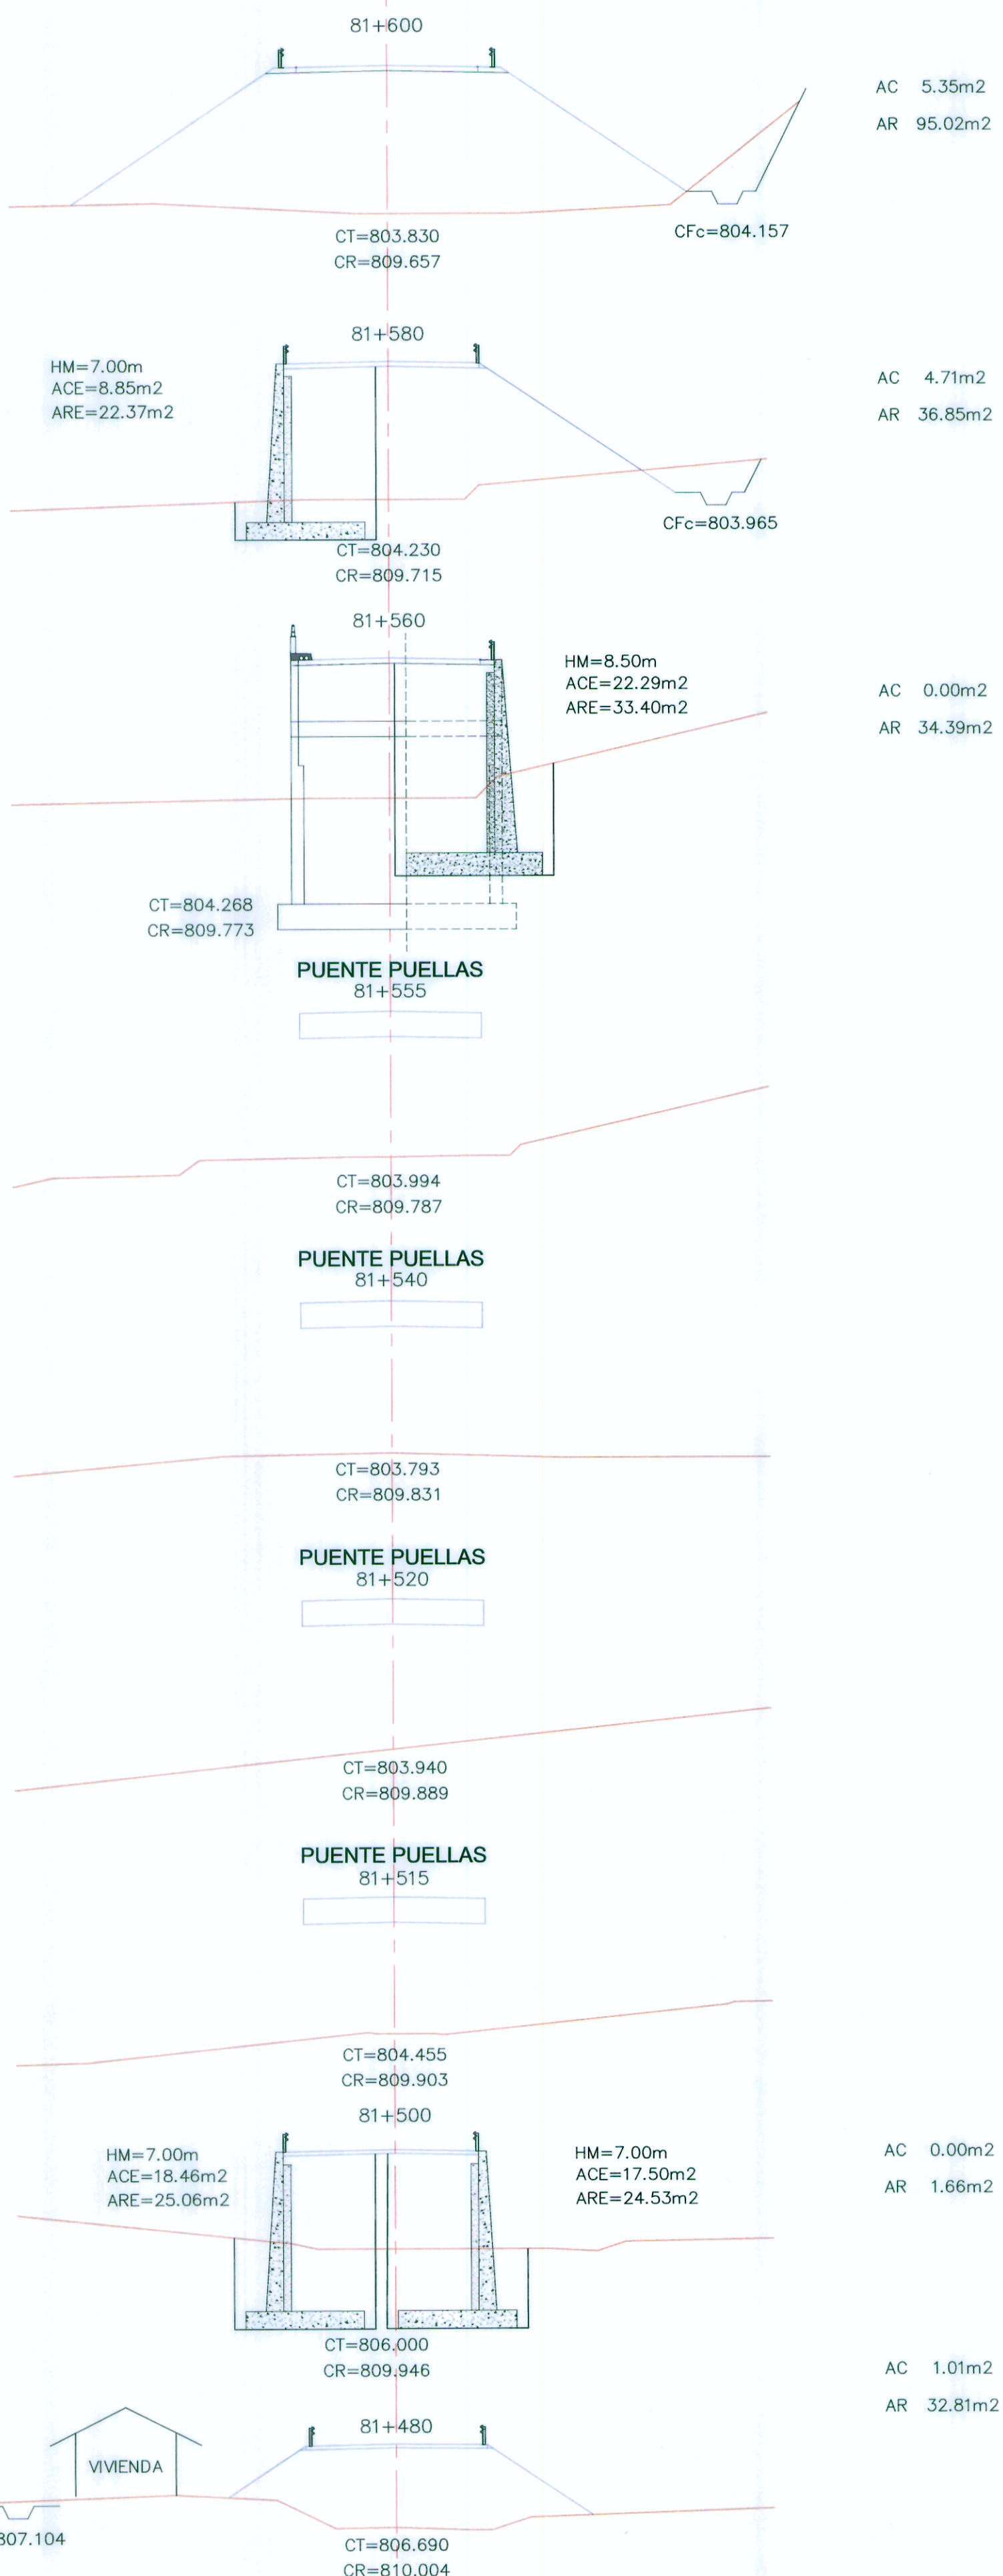 81+600
AC 5.35m2
AR 95.02m2
CT=803.830
CR=809.657
CFc=804.157
81+580
HM=7.00m
ACE=8.85m2
ARE=22.37m2
AC 4.71m2
AR 36.85m2
CFc=803.965
CT=804.230
CR=809.715
81+560
HM=8.50m
ACE=22.29m2
ARE=33.40m2
AC 0.00m2
AR 34.39m2
CT=804.268
CR=809.773
PUENTE PUELLAS
81+555
CT=803.994
CR=809.787
PUENTE PUELLAS
81+540
CT=803.793
CR=809.831
PUENTE PUELLAS
81+520
CT=803.940
CR=809.889
PUENTE PUELLAS
81+515
CT=804.455
CR=809.903
81+500
HM=7.00m
ACE=18.46m2
ARE=25.06m2
HM=7.00m
ACE=17.50m2
ARE=24.53m2
AC 0.00m2
AR 1.66m2
CT=806.000
CR=809.946
AC 1.01m2
AR 32.81m2
81+480
VIVIENDA
807.104
CT=806.690
CR=810.004